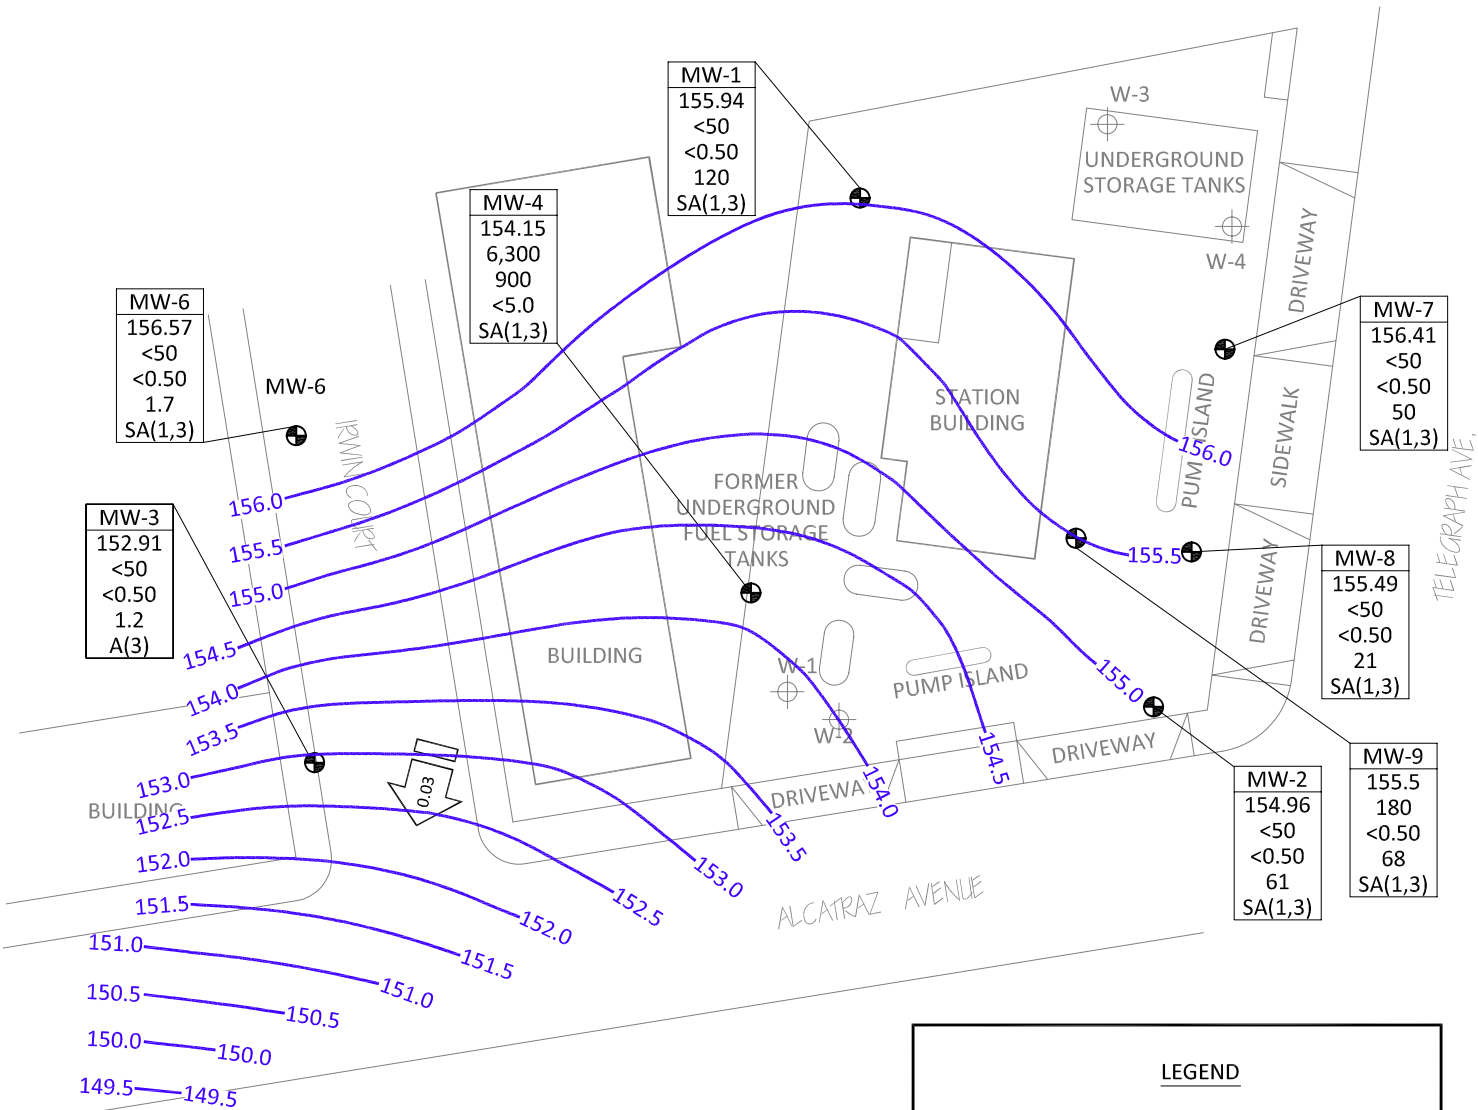 MW-1
155.94
<50
<0.50
120
SA(1,3)
W-3
UNDERGROUND
STORAGE TANKS
W-4
DRIVEWAY
MW-4
154.15
6,300
900
<5.0
SA(1,3)
MW-6
156.57
<50
<0.50
1.7
SA(1,3)
MW-6
IRWIN COURT
MW-7
156.41
<50
<0.50
50
SA(1,3)
PUMP ISLAND
SIDEWALK
TELEGRAPH AVE.
STATION
BUILDING
156.0
156.0
155.5
155.5
155.0
FORMER
UNDERGROUND
FUEL STORAGE
TANKS
MW-3
152.91
<50
<0.50
1.2
A(3)
MW-8
155.49
<50
<0.50
21
SA(1,3)
DRIVEWAY
154.5
154.0
153.5
153.0
BUILDING
W-1
W-2
PUMP ISLAND
155.0
154.5
DRIVEWAY
DRIVEWAY
154.0
153.5
153.0
0.03
BUILDING
152.5
152.0
151.5
151.0
150.5
150.0
149.5
152.5
152.0
151.5
151.0
150.5
150.0
149.5
ALCATRAZ AVENUE
MW-2
154.96
<50
<0.50
61
SA(1,3)
MW-9
155.5
180
<0.50
68
SA(1,3)
LEGEND